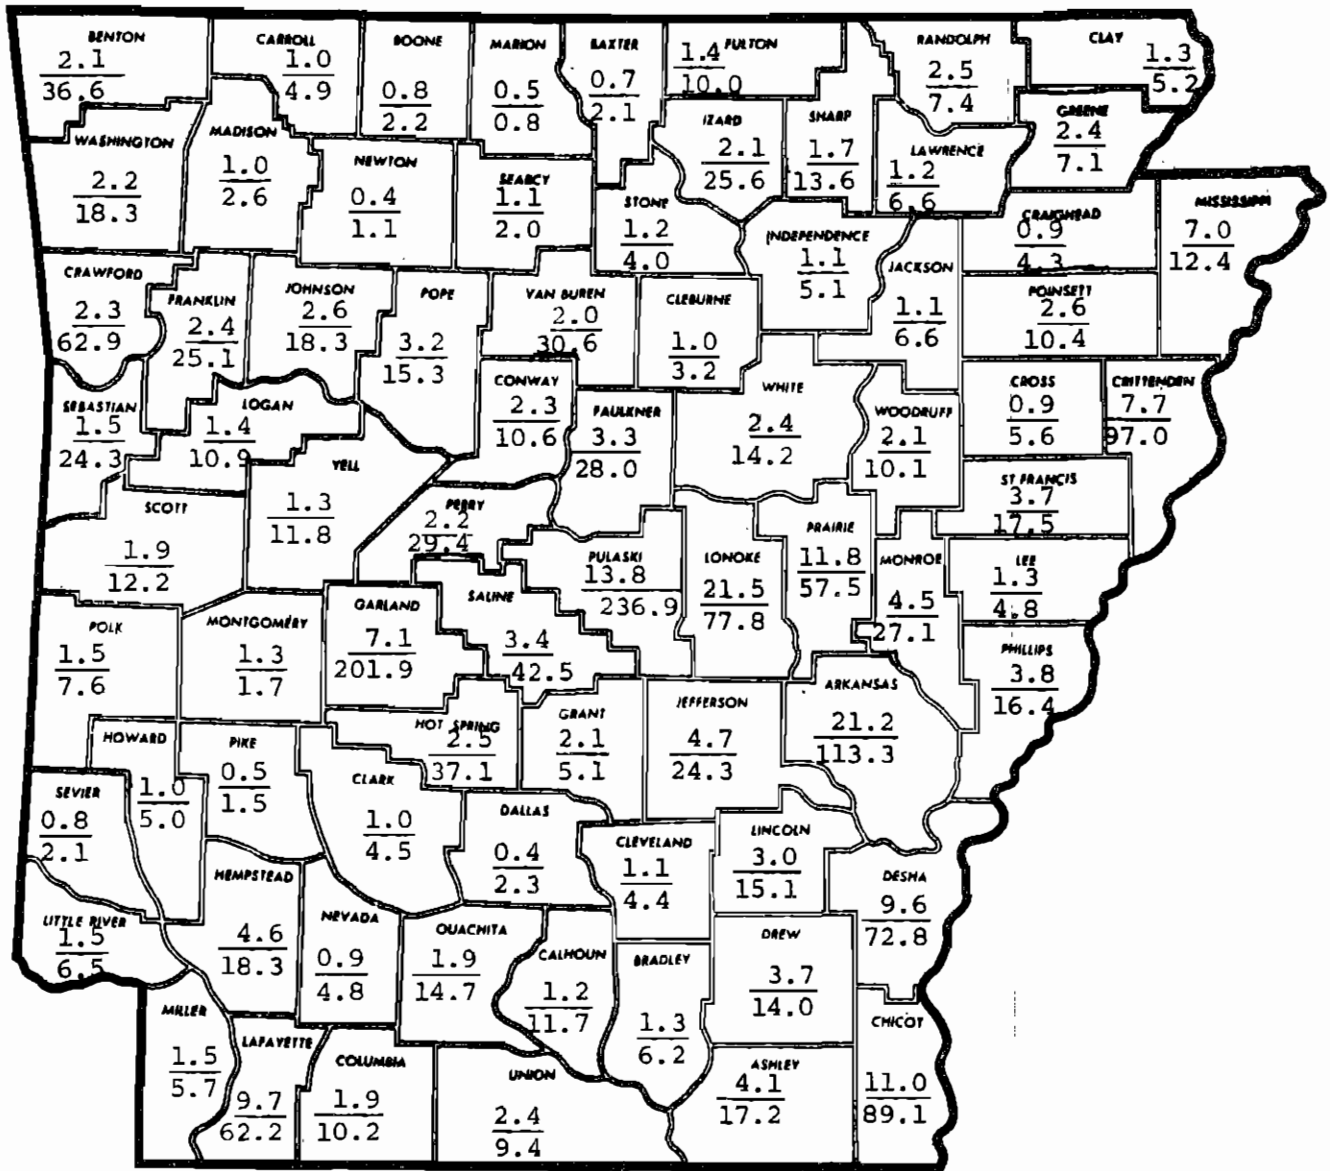 BENTON
2.1
36.6
CARROLL
1.0
4.9
BOONE
0.8
2.2
MARION
0.5
0.8
BAXTER
0.7
2.1
FULTON
1.4
10.0
RANDOLPH
2.5
7.4
CLAY
1.3
5.2
WASHINGTON
2.2
18.3
MADISON
1.0
2.6
NEWTON
0.4
1.1
SEARCY
1.1
2.0
STONE
1.2
4.0
IZARD
2.1
25.6
SHARP
1.7
13.6
LAWRENCE
1.2
6.6
GREENE
2.4
7.1
INDEPENDENCE
1.1
5.1
JACKSON
1.1
6.6
CRAIGHEAD
0.9
4.3
MISSISSIPPI
7.0
12.4
CRAWFORD
2.3
62.9
FRANKLIN
2.4
25.1
JOHNSON
2.6
18.3
POPE
3.2
15.3
VAN BUREN
2.0
30.6
CLEBURNE
1.0
3.2
POINSETT
2.6
10.4
SEBASTIAN
1.5
24.3
LOGAN
1.4
10.9
YELL
1.3
11.8
CONWAY
2.3
10.6
FAULKNER
3.3
28.0
WHITE
2.4
14.2
WOODRUFF
2.1
10.1
CROSS
0.9
5.6
CRITTENDEN
7.7
97.0
SCOTT
1.9
12.2
PERRY
2.2
29.4
PULASKI
13.8
236.9
LONOKE
21.5
77.8
PRAIRIE
11.8
57.5
MONROE
4.5
27.1
ST FRANCIS
3.7
17.5
LEE
1.3
4.8
POLK
1.5
7.6
MONTGOMERY
1.3
1.7
GARLAND
7.1
201.9
SALINE
3.4
42.5
PHILLIPS
3.8
16.4
HOWARD
1.0
5.0
PIKE
0.5
1.5
CLARK
1.0
4.5
HOT SPRING
2.5
37.1
GRANT
2.1
5.1
JEFFERSON
4.7
24.3
ARKANSAS
21.2
113.3
SEVIER
0.8
2.1
DALLAS
0.4
2.3
CLEVELAND
1.1
4.4
LINCOLN
3.0
15.1
DESHA
9.6
72.8
LITTLE RIVER
1.5
6.5
HEMPSTEAD
4.6
18.3
NEVADA
0.9
4.8
OUACHITA
1.9
14.7
CALHOUN
1.2
11.7
BRADLEY
1.3
6.2
DREW
3.7
14.0
MILLER
1.5
5.7
LAFAYETTE
9.7
62.2
COLUMBIA
1.9
10.2
UNION
2.4
9.4
ASHLEY
4.1
17.2
CHICOT
11.0
89.1